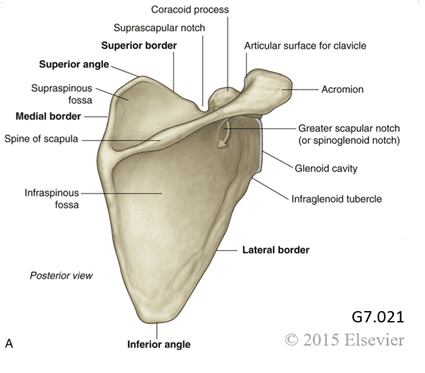 Coracoid process
Suprascapular notch
Superior border
Articular surface for clavicle
Superior angle
Supraspinous
fossa
Acromion
Medial border
Greater scapular notch
(or spinoglenoid notch)
Spine of scapula
Glenoid cavity
Infraspinous
fossa
Infraglenoid tubercle
Lateral border
Posterior view
G7.021
© 2015 Elsevier
A
Inferior angle